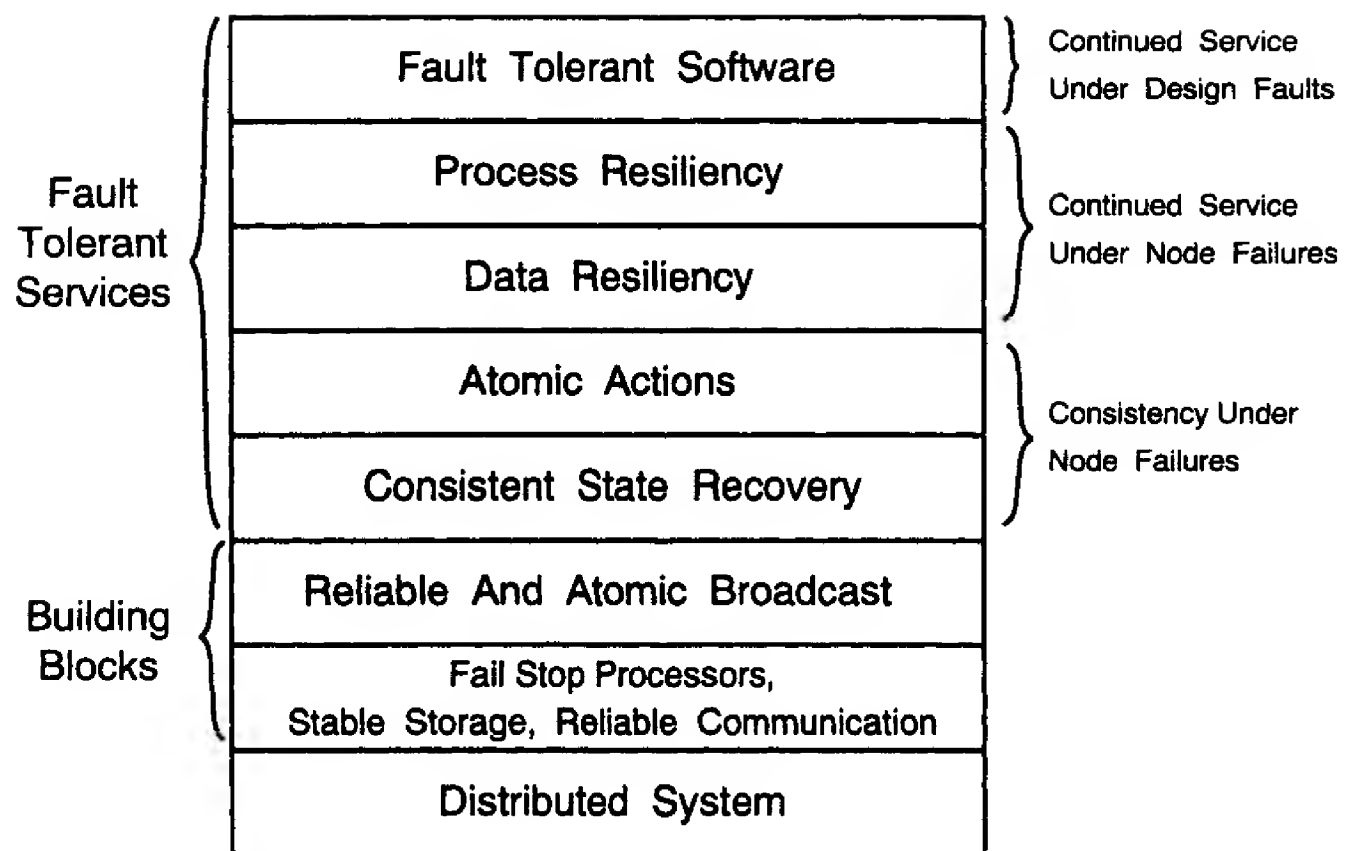 Fault Tolerant Software
Continued Service
Under Design Faults
Process Resiliency
Fault
Tolerant
Services
Continued Service
Under Node Failures
Data Resiliency
Atomic Actions
Consistency Under
Node Failures
Consistent State Recovery
Reliable And Atomic Broadcast
Building
Blocks
Fail Stop Processors,
Stable Storage, Reliable Communication
Distributed System